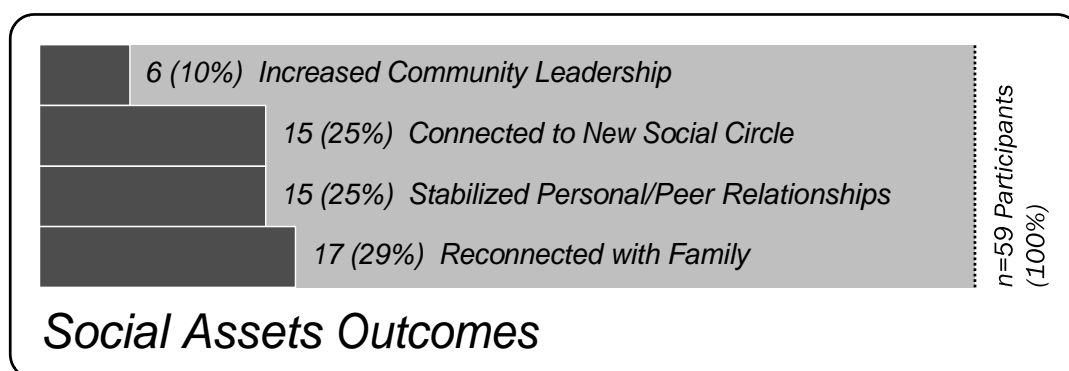 6 (10%) Increased Community Leadership
15 (25%) Connected to New Social Circle
15 (25%) Stabilized Personal/Peer Relationships
17 (29%) Reconnected with Family
n=59 Participants
(100%)
Social Assets Outcomes